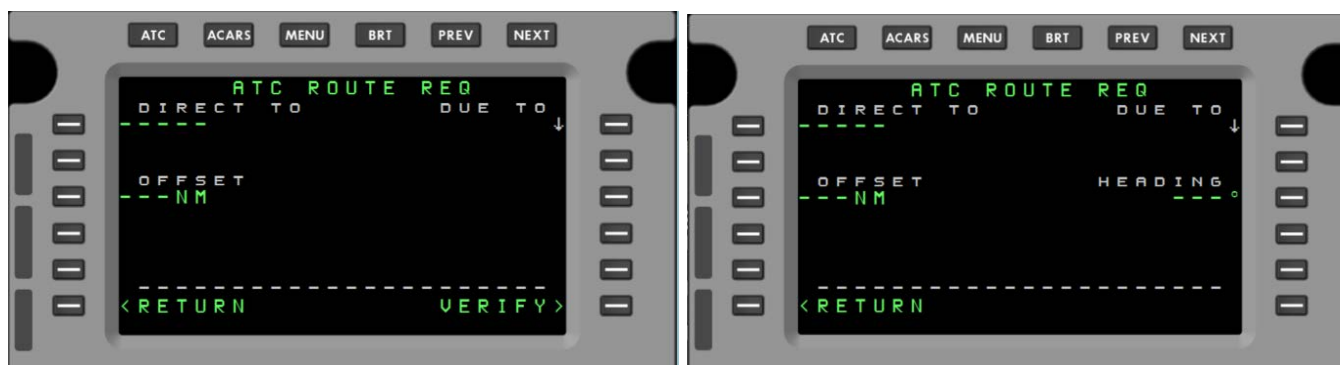 ATC ACARS MENU BRT PREV NEXT
ATC ROUTE REQ
DIRECT TO DUE TO
----- ↓
OFFSET
---NM
------------------
<RETURN VERIFY>
ATC ACARS MENU BRT PREV NEXT
ATC ROUTE REQ
DIRECT TO DUE TO
----- ↓
OFFSET HEADING
---NM ---°
------------------
<RETURN